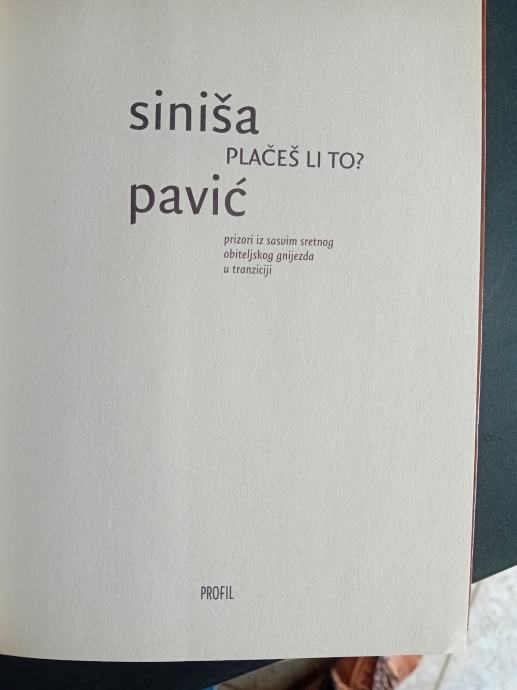 siniša
PLAČEŠ LI TO?
pavić
prizori iz sasvim sretnog
obiteljskog gnijezda
u tranziciji
PROFIL